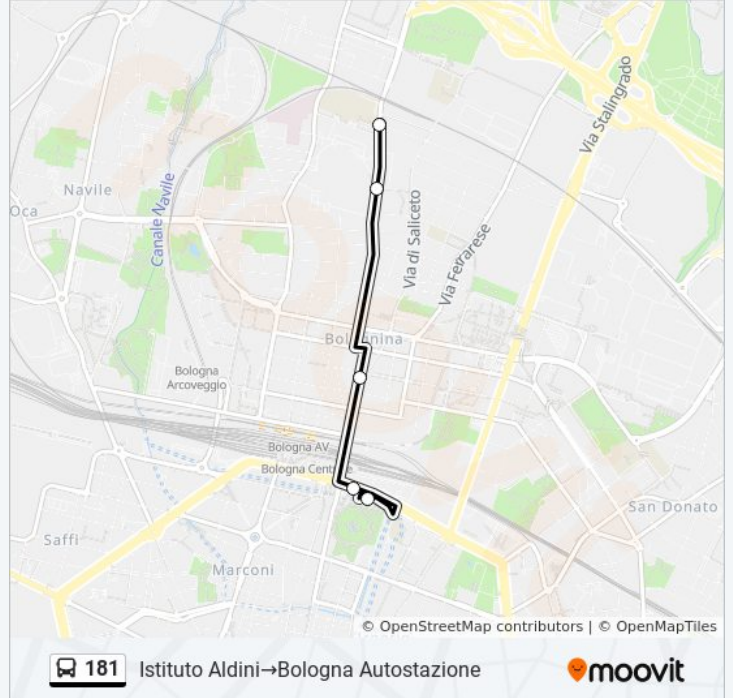 Via Stalingrado
Navile
Oca
Canale Navile
Via di Saliceto
Via Ferrarese
Bolognina
Bologna
Arcoveggio
Bologna AV
Bologna Centrale
San Donato
Saffi
Marconi
© OpenStreetMap contributors | © OpenMapTiles
181 Istituto Aldini→Bologna Autostazione
moovit